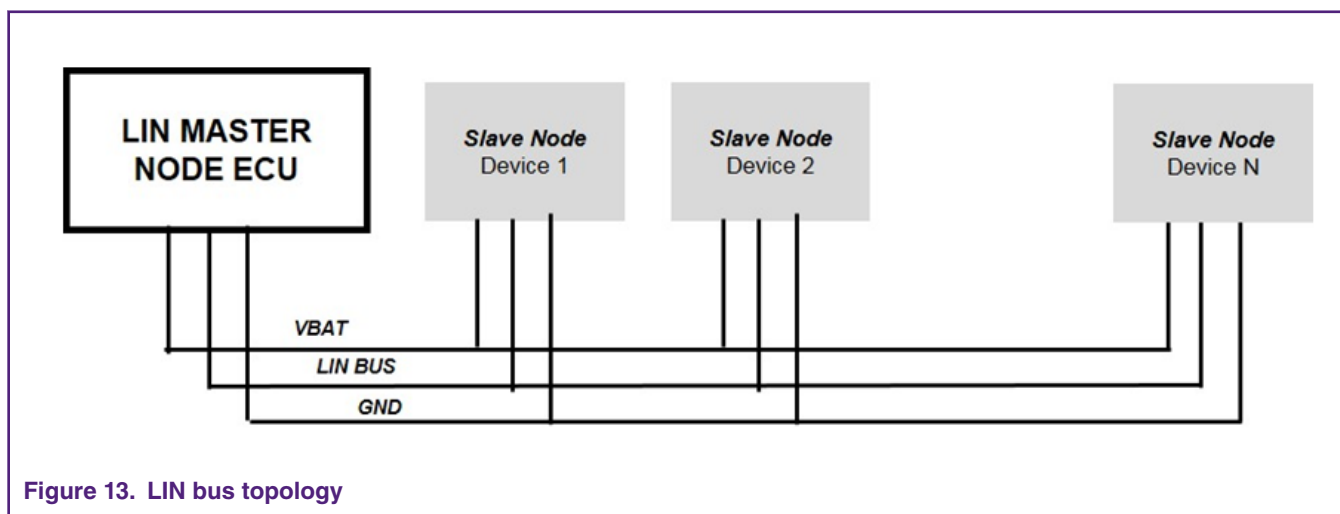 LIN MASTER
NODE ECU
Slave Node
Device 1
Slave Node
Device 2
Slave Node
Device N
VBAT
LIN BUS
GND
Figure 13. LIN bus topology